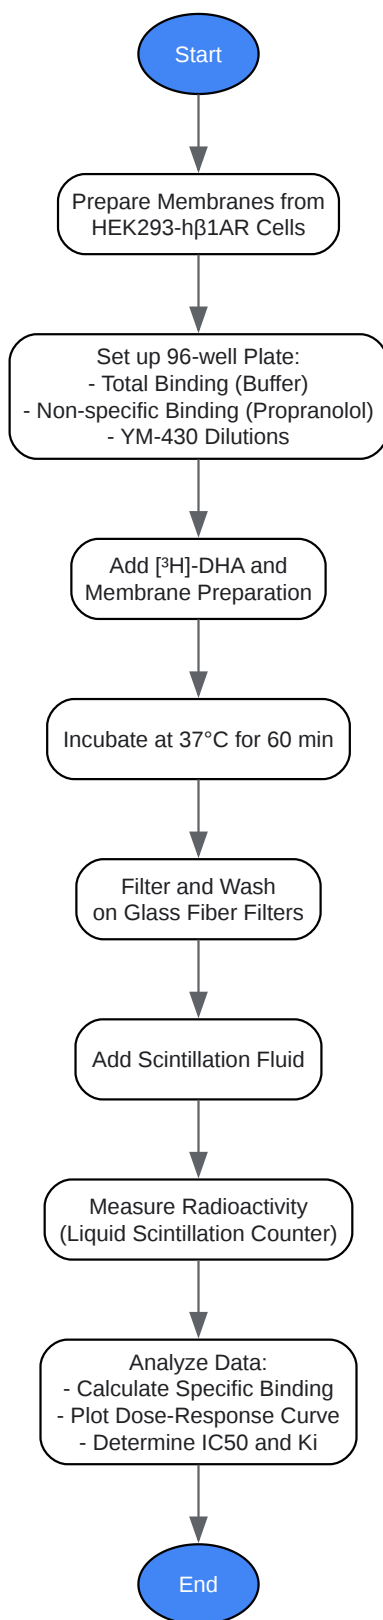 Start
Prepare Membranes from
HEK293-hβ1AR Cells
Set up 96-well Plate:
- Total Binding (Buffer)
- Non-specific Binding (Propranolol)
- YM-430 Dilutions
Add [³H]-DHA and
Membrane Preparation
Incubate at 37°C for 60 min
Filter and Wash
on Glass Fiber Filters
Add Scintillation Fluid
Measure Radioactivity
(Liquid Scintillation Counter)
Analyze Data:
- Calculate Specific Binding
- Plot Dose-Response Curve
- Determine IC50 and Ki
End